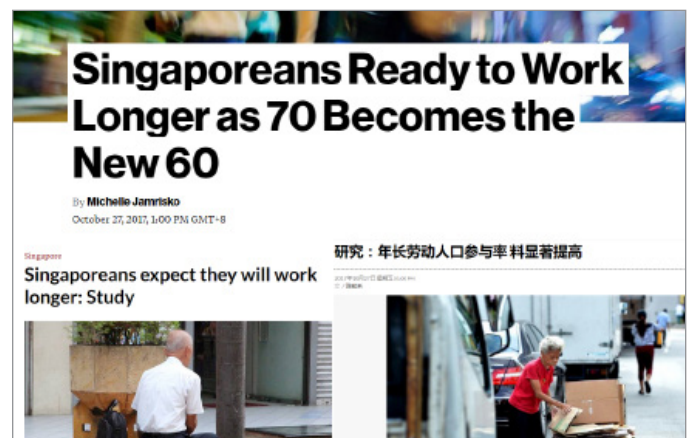 Singaporeans Ready to Work
Longer as 70 Becomes the
New 60
By Michelle Jamrisko
October 27, 2017, 1:00 PM GMT+8
Singapore
Singaporeans expect they will work
longer: Study
研究：年长劳动人口参与率 料显著提高